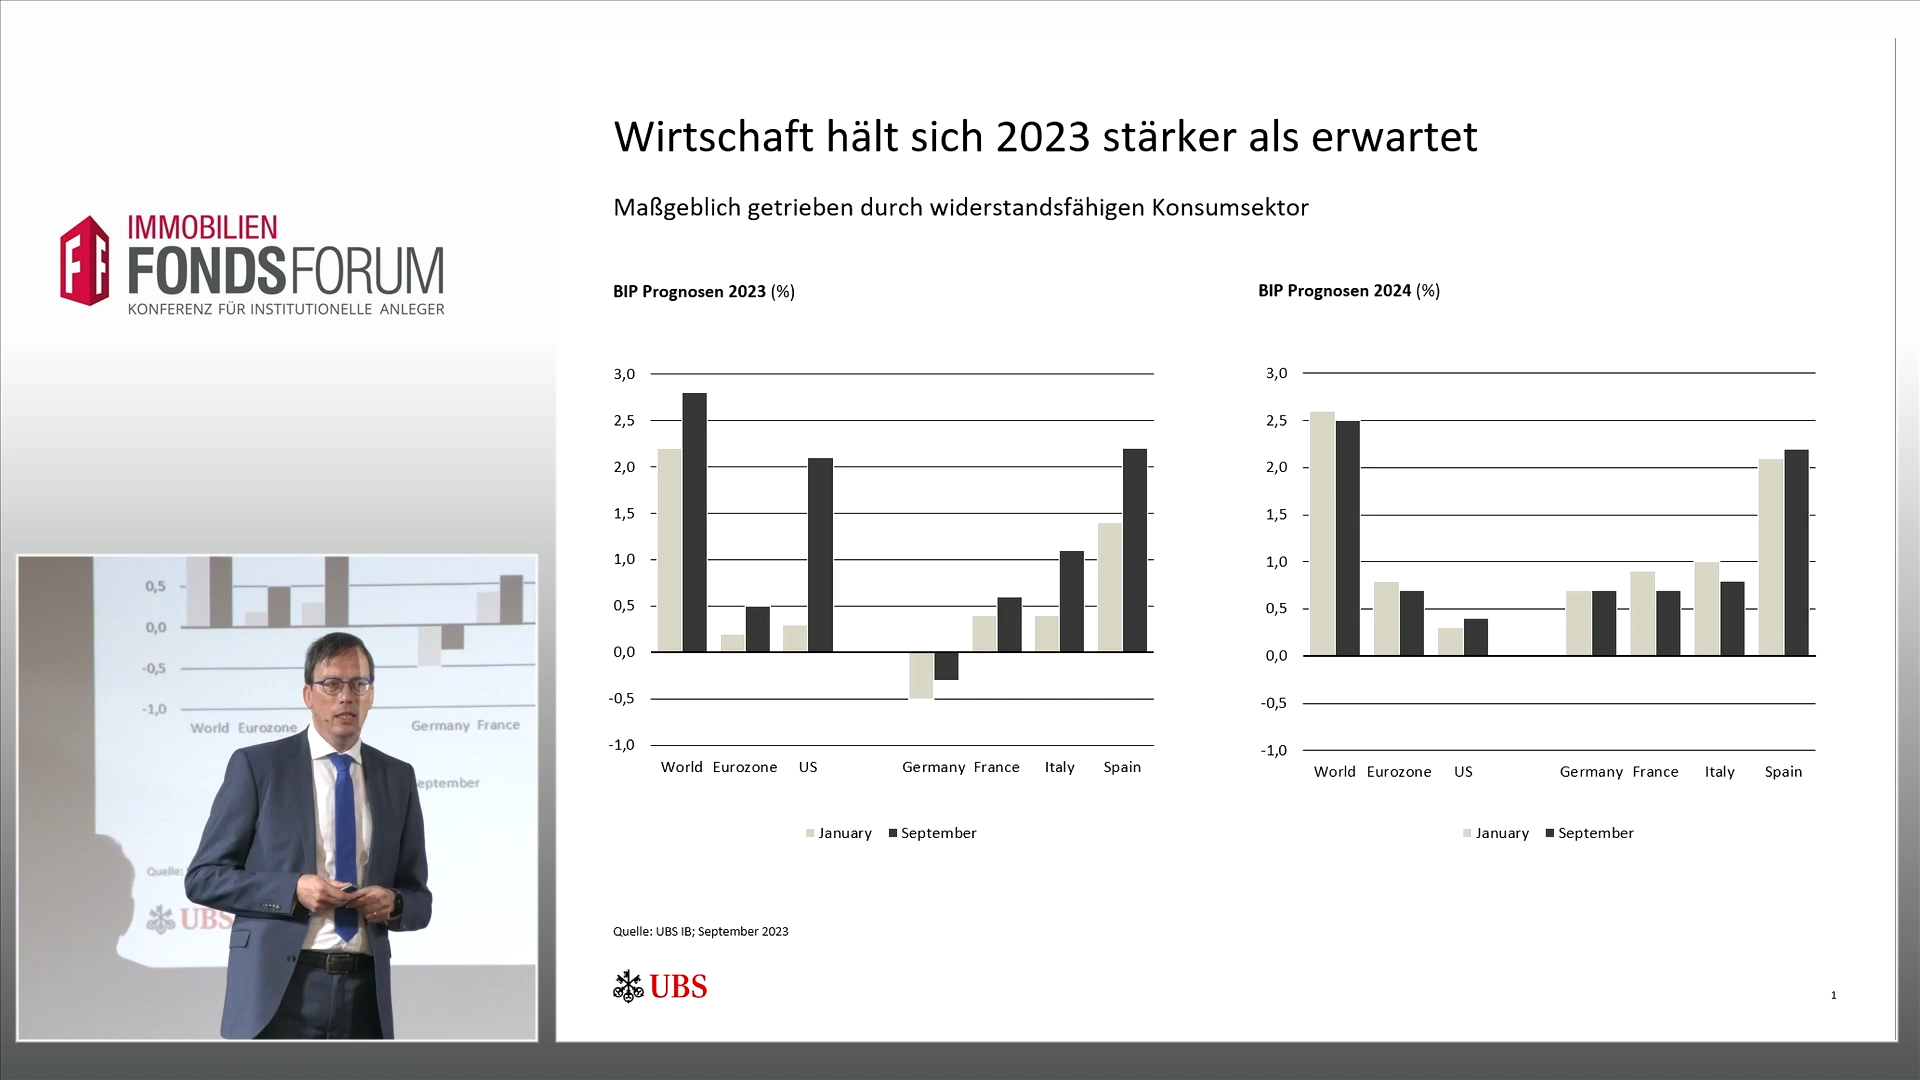 IMMOBILIEN
FONDSFORUM
KONFERENZ FÜR INSTITUTIONELLE ANLEGER
Wirtschaft hält sich 2023 stärker als erwartet
Maßgeblich getrieben durch widerstandsfähigen Konsumsektor
BIP Prognosen 2023 (%)
3,0
2,5
2,0
1,5
1,0
0,5
0,0
-0,5
-1,0
World Eurozone US Germany France Italy Spain
January September
BIP Prognosen 2024 (%)
3,0
2,5
2,0
1,5
1,0
0,5
0,0
-0,5
-1,0
World Eurozone US Germany France Italy Spain
January September
Quelle: UBS IB; September 2023
UBS
1
0,5
0,0
-0,5
-1,0
World Eurozone Germany France
eptember
Quelle:
UBS